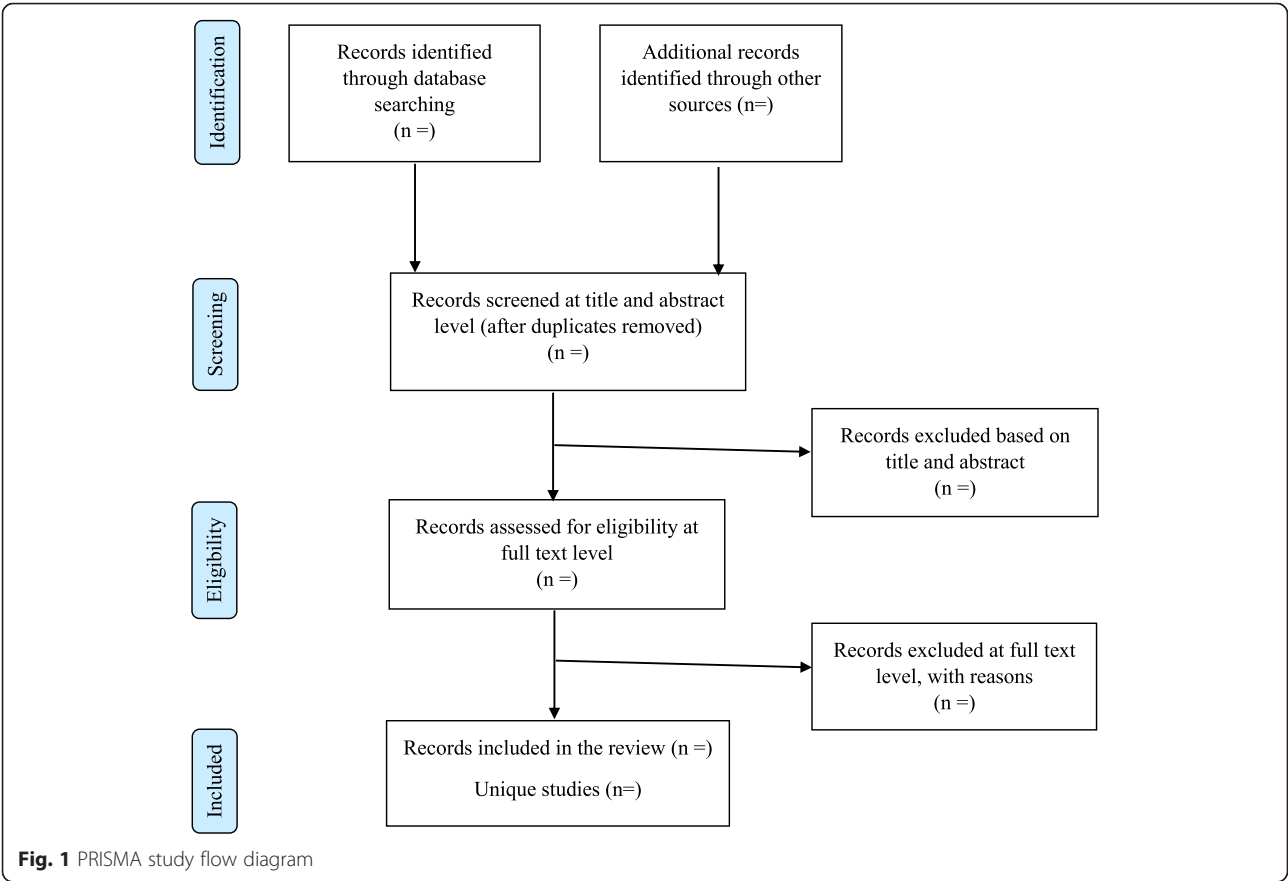 Identification
Records identified
through database
searching
(n =)
Additional records
identified through other
sources (n=)
Screening
Records screened at title and abstract
level (after duplicates removed)
(n =)
Records excluded based on
title and abstract
(n =)
Eligibility
Records assessed for eligibility at
full text level
(n =)
Records excluded at full text
level, with reasons
(n =)
Included
Records included in the review (n =)
Unique studies (n=)
Fig. 1 PRISMA study flow diagram